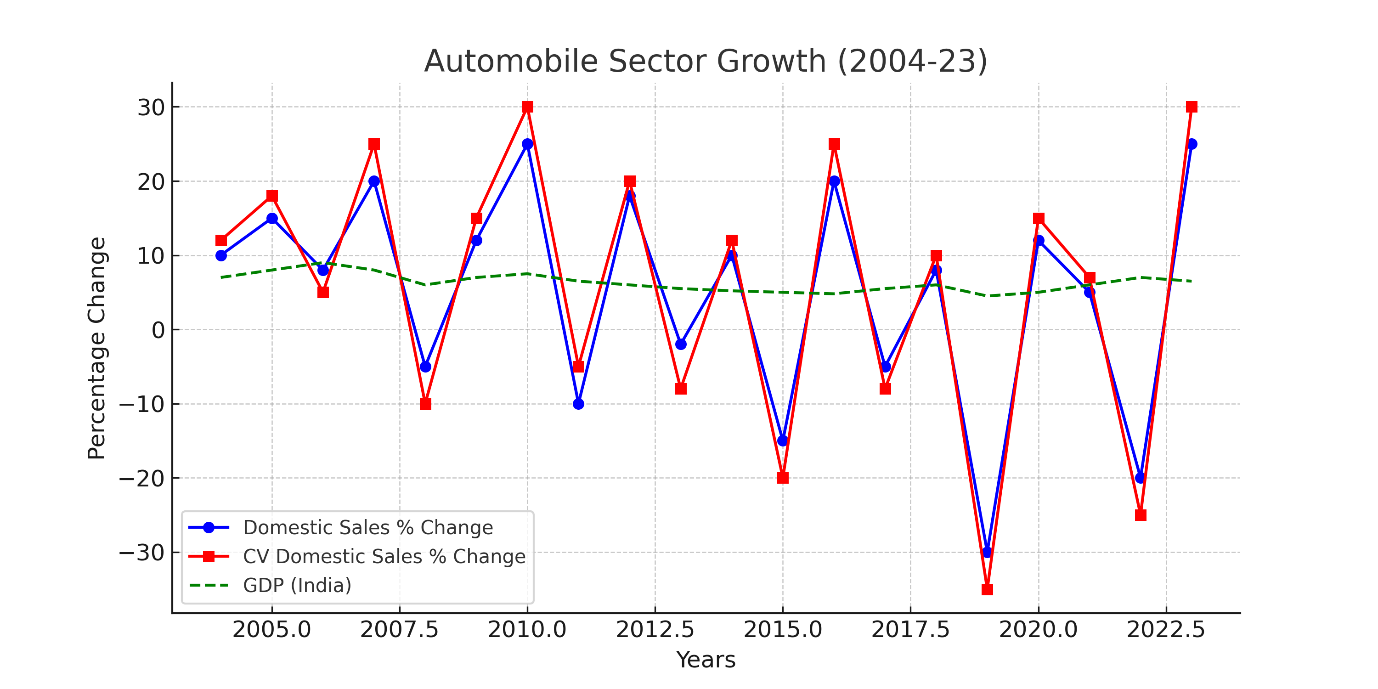 Automobile Sector Growth (2004-23)
Percentage Change
30
20
10
0
−10
−20
−30
Domestic Sales % Change
CV Domestic Sales % Change
GDP (India)
2005.0 2007.5 2010.0 2012.5 2015.0 2017.5 2020.0 2022.5
Years